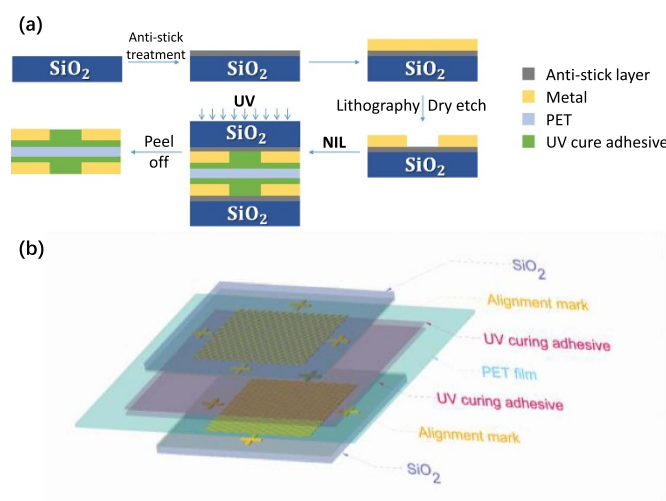 (a)
Anti-stick
treatment
SiO₂
SiO₂
SiO₂
Anti-stick layer
Metal
PET
UV cure adhesive
UV
Lithography Dry etch
SiO₂
Peel
off
NIL
SiO₂
SiO₂
(b)
SiO₂
Alignment mark
UV curing adhesive
PET film
UV curing adhesive
Alignment mark
SiO₂